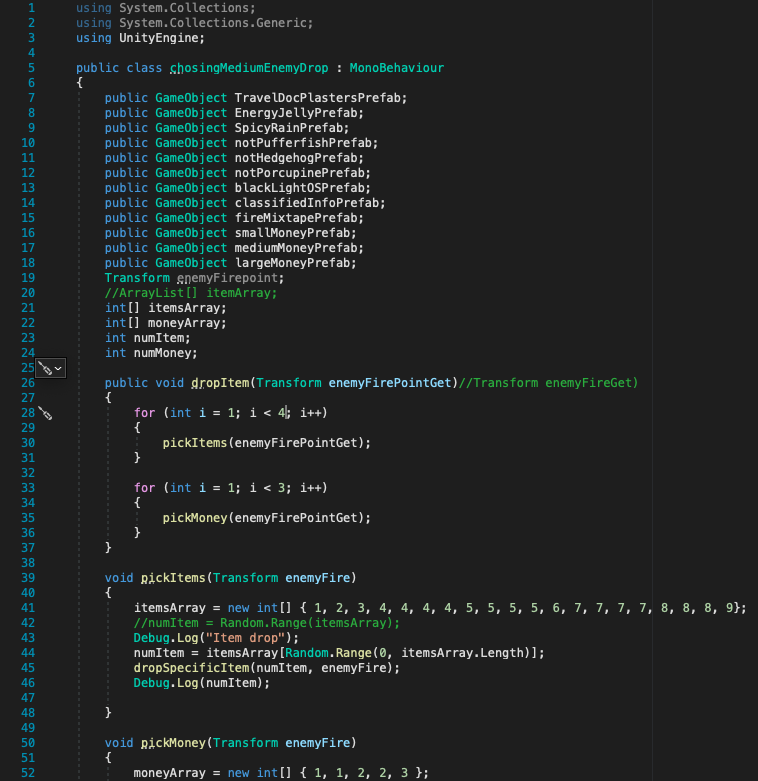 1 using System.Collections;
2 using System.Collections.Generic;
3 using UnityEngine;
4
5 public class chosingMediumEnemyDrop : MonoBehaviour
6 {
7 public GameObject TravelDocPlastersPrefab;
8 public GameObject EnergyJellyPrefab;
9 public GameObject SpicyRainPrefab;
10 public GameObject notPufferfishPrefab;
11 public GameObject notHedgehogPrefab;
12 public GameObject notPorcupinePrefab;
13 public GameObject blackLightOSPrefab;
14 public GameObject classifiedInfoPrefab;
15 public GameObject fireMixtapePrefab;
16 public GameObject smallMoneyPrefab;
17 public GameObject mediumMoneyPrefab;
18 public GameObject largeMoneyPrefab;
19 Transform enemyFirepoint;
20 //ArrayList[] itemArray;
21 int[] itemsArray;
22 int[] moneyArray;
23 int numItem;
24 int numMoney;
25
26 public void dropItem(Transform enemyFirePointGet)//Transform enemyFireGet)
27 {
28 for (int i = 1; i < 4; i++)
29 {
30 pickItems(enemyFirePointGet);
31 }
32
33 for (int i = 1; i < 3; i++)
34 {
35 pickMoney(enemyFirePointGet);
36 }
37 }
38
39 void pickItems(Transform enemyFire)
40 {
41 itemsArray = new int[] { 1, 2, 3, 4, 4, 4, 4, 5, 5, 5, 5, 6, 7, 7, 7, 7, 8, 8, 8, 9};
42 //numItem = Random.Range(itemsArray);
43 Debug.Log("Item drop");
44 numItem = itemsArray[Random.Range(0, itemsArray.Length)];
45 dropSpecificItem(numItem, enemyFire);
46 Debug.Log(numItem);
47
48 }
49
50 void pickMoney(Transform enemyFire)
51 {
52 moneyArray = new int[] { 1, 1, 2, 2, 3 };